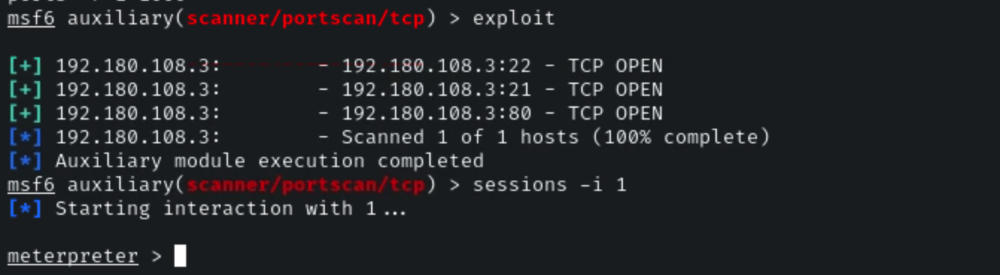 msf6 auxiliary(scanner/portscan/tcp) > exploit
[+] 192.180.108.3: - 192.180.108.3:22 - TCP OPEN
[+] 192.180.108.3: - 192.180.108.3:21 - TCP OPEN
[+] 192.180.108.3: - 192.180.108.3:80 - TCP OPEN
[*] 192.180.108.3: - Scanned 1 of 1 hosts (100% complete)
[*] Auxiliary module execution completed
msf6 auxiliary(scanner/portscan/tcp) > sessions -i 1
[*] Starting interaction with 1...
meterpreter >